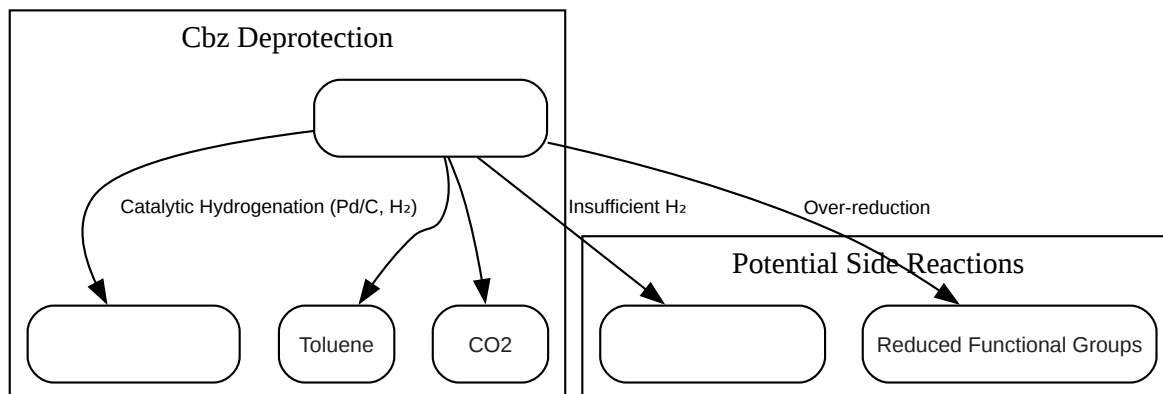 Cbz Deprotection
Catalytic Hydrogenation (Pd/C, H₂)
Insufficient H₂
Over-reduction
Potential Side Reactions
Toluene
CO2
Reduced Functional Groups